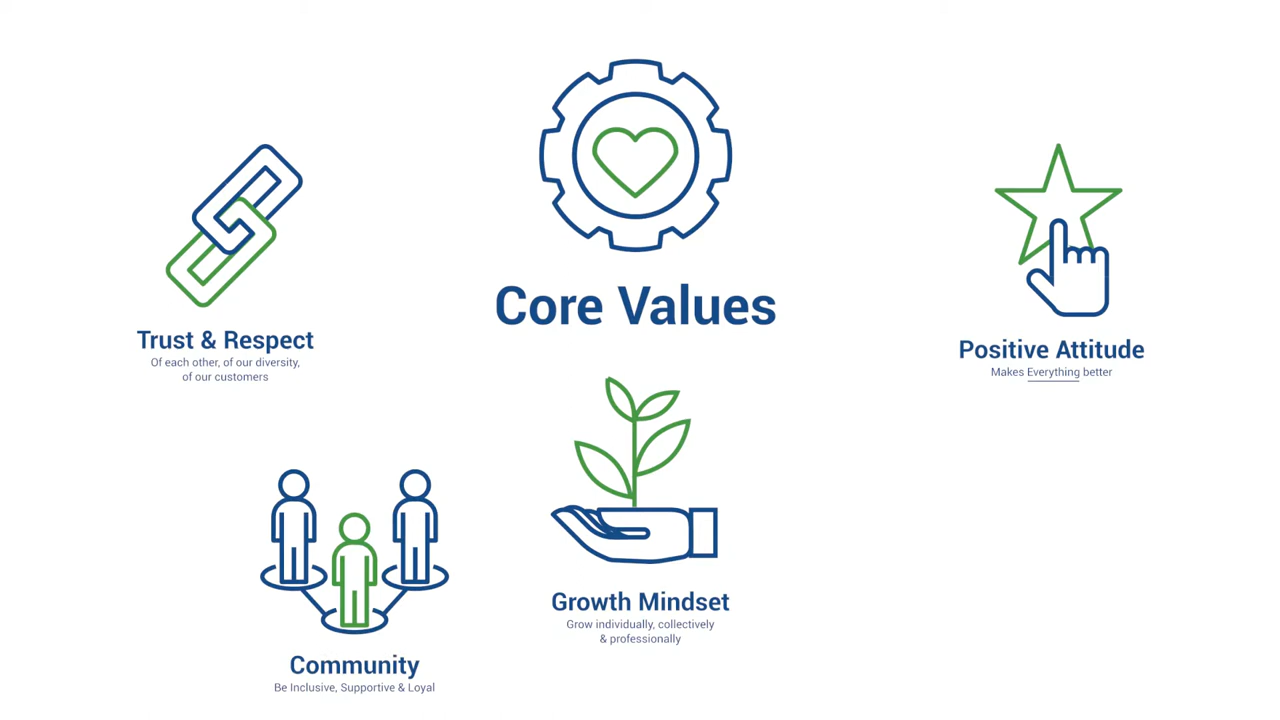 Core Values
Trust & Respect
Of each other, of our diversity,
of our customers
Positive Attitude
Makes Everything better
Growth Mindset
Grow individually, collectively
& professionally
Community
Be Inclusive, Supportive & Loyal